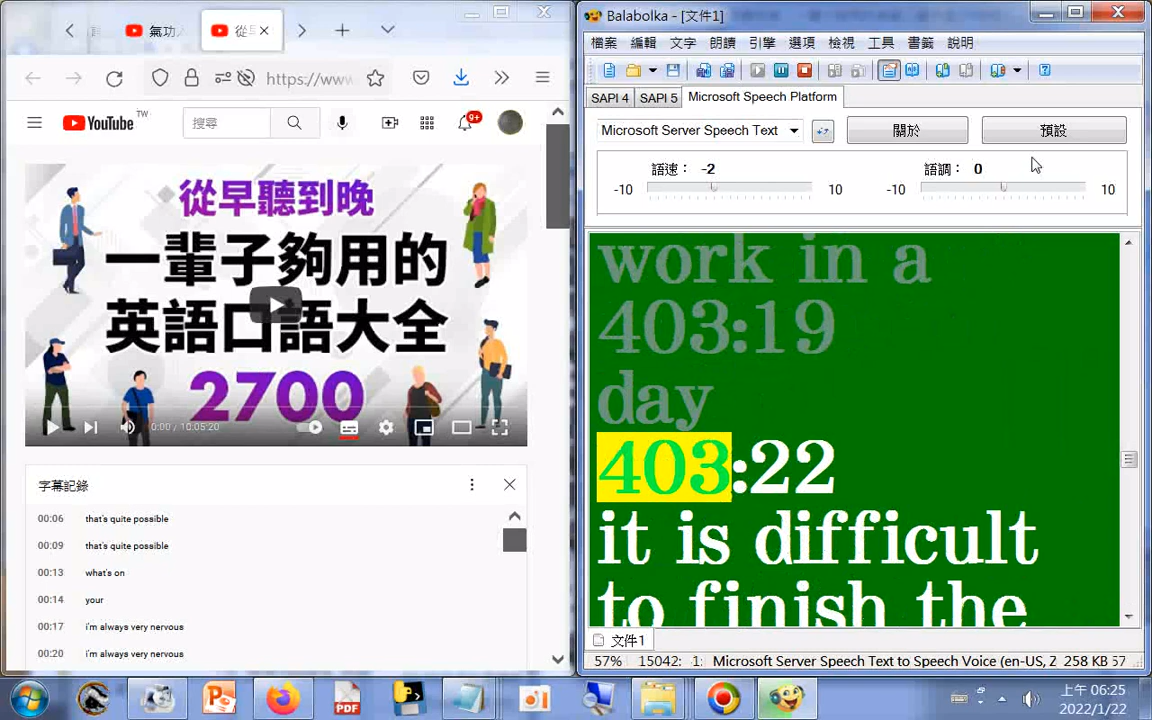 氣功
從
https://www
YouTube TW
搜尋
9+
從早聽到晚
一輩子夠用的
英語口語大全
2700
0:00 / 10:05:20
字幕記錄
00:06 that's quite possible
00:09 that's quite possible
00:13 what's on
00:14 your
00:17 i'm always very nervous
00:20 i'm always very nervous
Balabolka - [文件1]
檔案 編輯 文字 朗讀 引擎 選項 檢視 工具 書籤 說明
SAPI 4 SAPI 5 Microsoft Speech Platform
Microsoft Server Speech Text 關於 預設
語速： -2 語調： 0
-10 10 -10 10
work in a
403:19
day
403:22
it is difficult
to finish the
文件1
57% 15042: 1: Microsoft Server Speech Text to Speech Voice (en-US, Z 258 KB 57
PDF
上午 06:25
2022/1/22